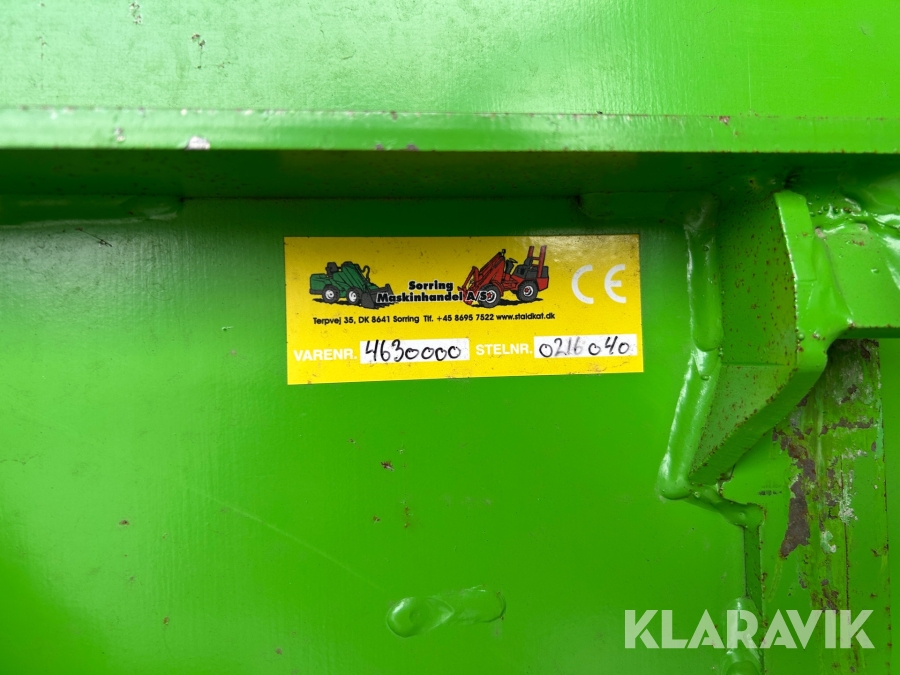 Sorring
Maskinhandel A/S
Terpvej 35, DK 8641 Sorring Tlf. +45 8695 7522 www.staldkat.dk
VARENR. 4630000 STELNR. 0216040
CE
KLARAVIK